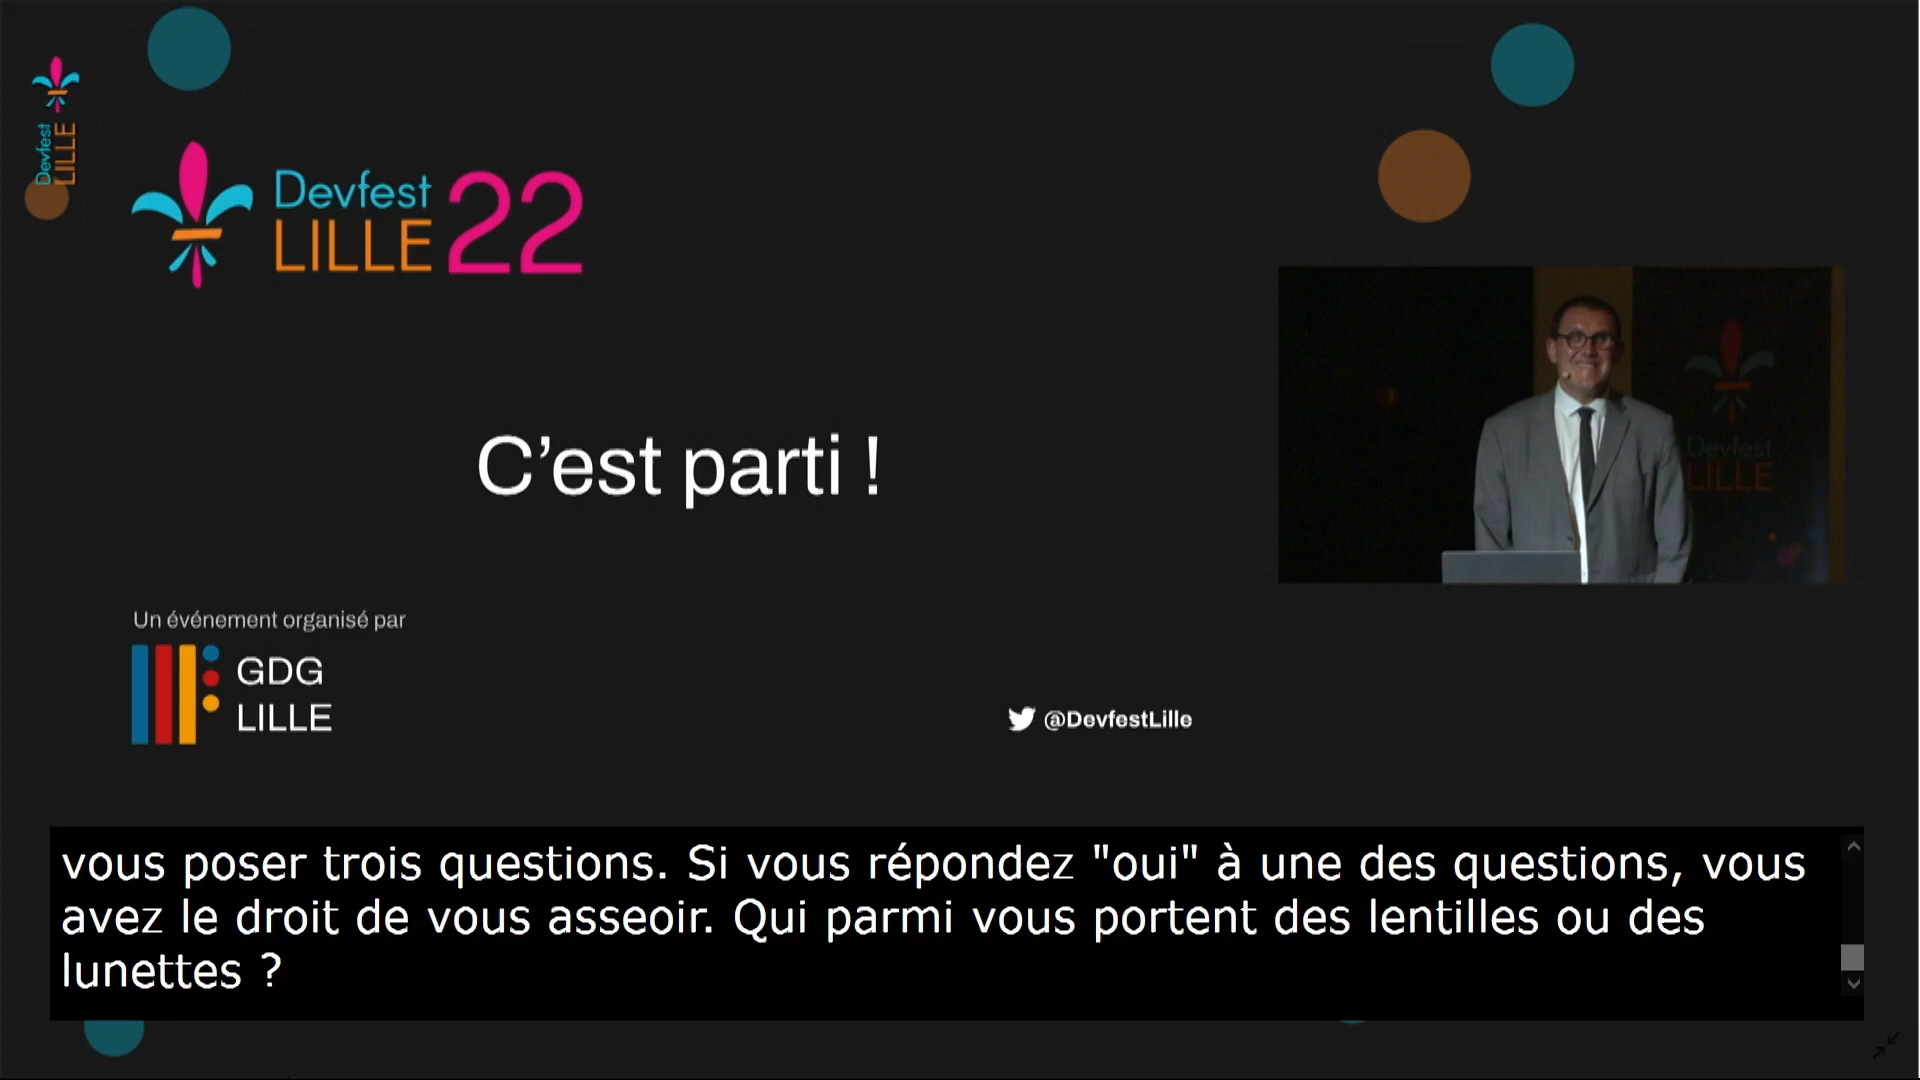 Devfest
LILLE
Devfest
LILLE 22
Devfest
LILLE
C’est parti !
Un événement organisé par
GDG
LILLE
@DevfestLille
vous poser trois questions. Si vous répondez "oui" à une des questions, vous
avez le droit de vous asseoir. Qui parmi vous portent des lentilles ou des
lunettes ?